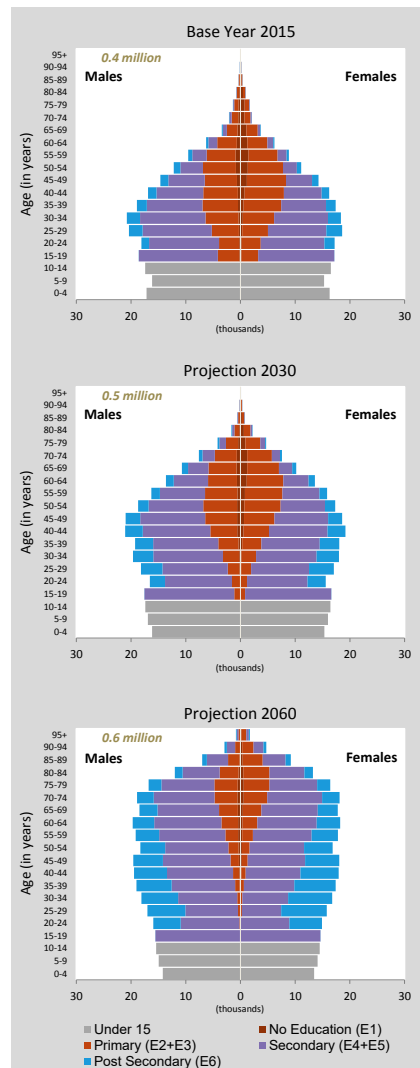 Base Year 2015
0.4 million
Males
Females
Age (in years)
95+
90-94
85-89
80-84
75-79
70-74
65-69
60-64
55-59
50-54
45-49
40-44
35-39
30-34
25-29
20-24
15-19
10-14
5-9
0-4
30 20 10 0 10 20 30
(thousands)
Projection 2030
0.5 million
Males
Females
Age (in years)
95+
90-94
85-89
80-84
75-79
70-74
65-69
60-64
55-59
50-54
45-49
40-44
35-39
30-34
25-29
20-24
15-19
10-14
5-9
0-4
30 20 10 0 10 20 30
(thousands)
Projection 2060
0.6 million
Males
Females
Age (in years)
95+
90-94
85-89
80-84
75-79
70-74
65-69
60-64
55-59
50-54
45-49
40-44
35-39
30-34
25-29
20-24
15-19
10-14
5-9
0-4
30 20 10 0 10 20 30
(thousands)
Under 15 No Education (E1)
Primary (E2+E3) Secondary (E4+E5)
Post Secondary (E6)